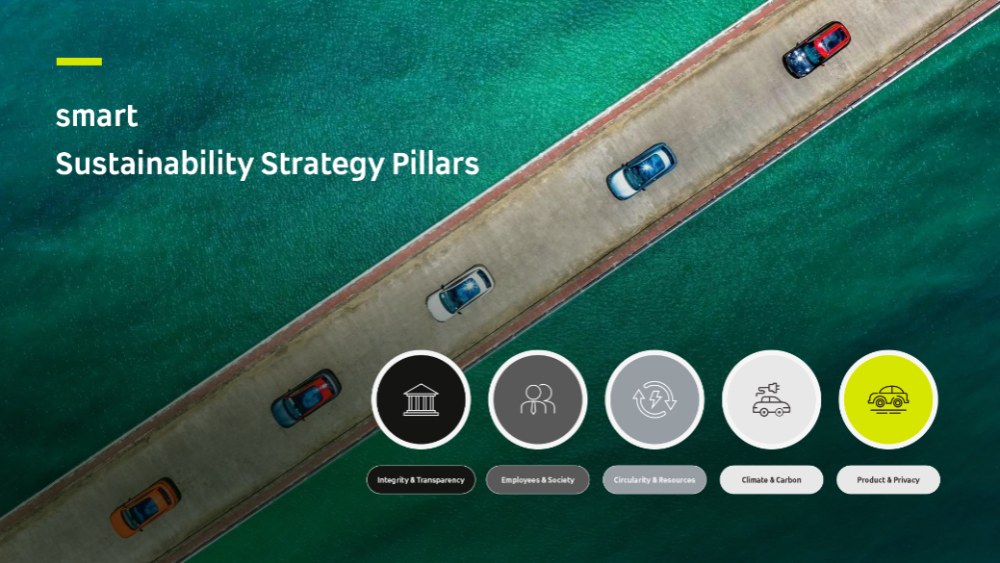 smart
Sustainability Strategy Pillars
Integrity & Transparency
Employees & Society
Circularity & Resources
Climate & Carbon
Product & Privacy